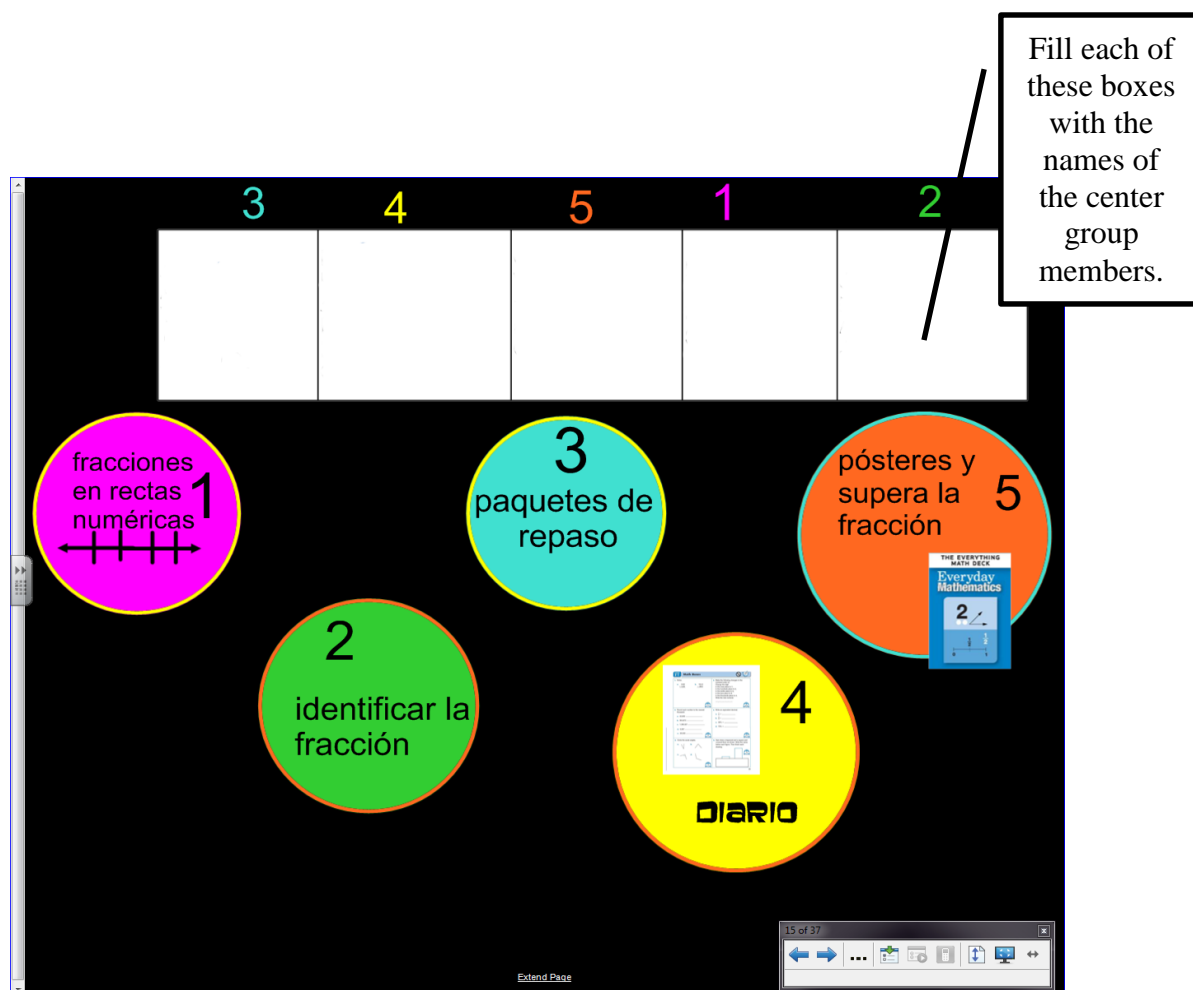 Fill each of
these boxes
with the
names of
the center
group
members.
3 4 5 1 2
fracciones
en rectas
numéricas
1
3
paquetes de
repaso
pósteres y
supera la
fracción
5
THE EVERYTHING
MATH DECK
Everyday
Mathematics
2
2
identificar la
fracción
4
DIARIO
15 of 37
Extend Page